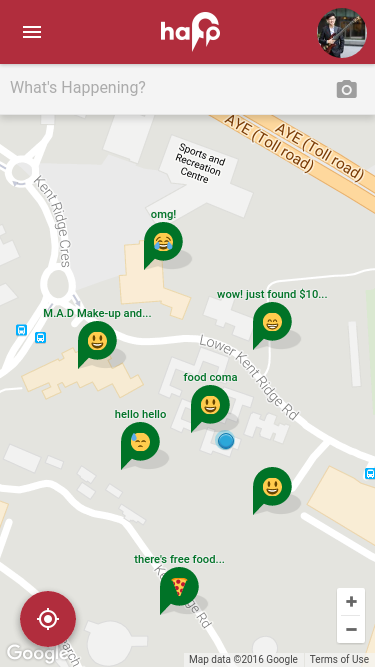 happ
What's Happening?
AYE (Toll road)
AYE (Toll road)
Sports and
Recreation
Centre
Kent Ridge Cres
omg!
wow! just found $10...
M.A.D Make-up and...
Lower Kent Ridge Rd
food coma
hello hello
there's free food...
Google
Map data ©2016 Google
Terms of Use